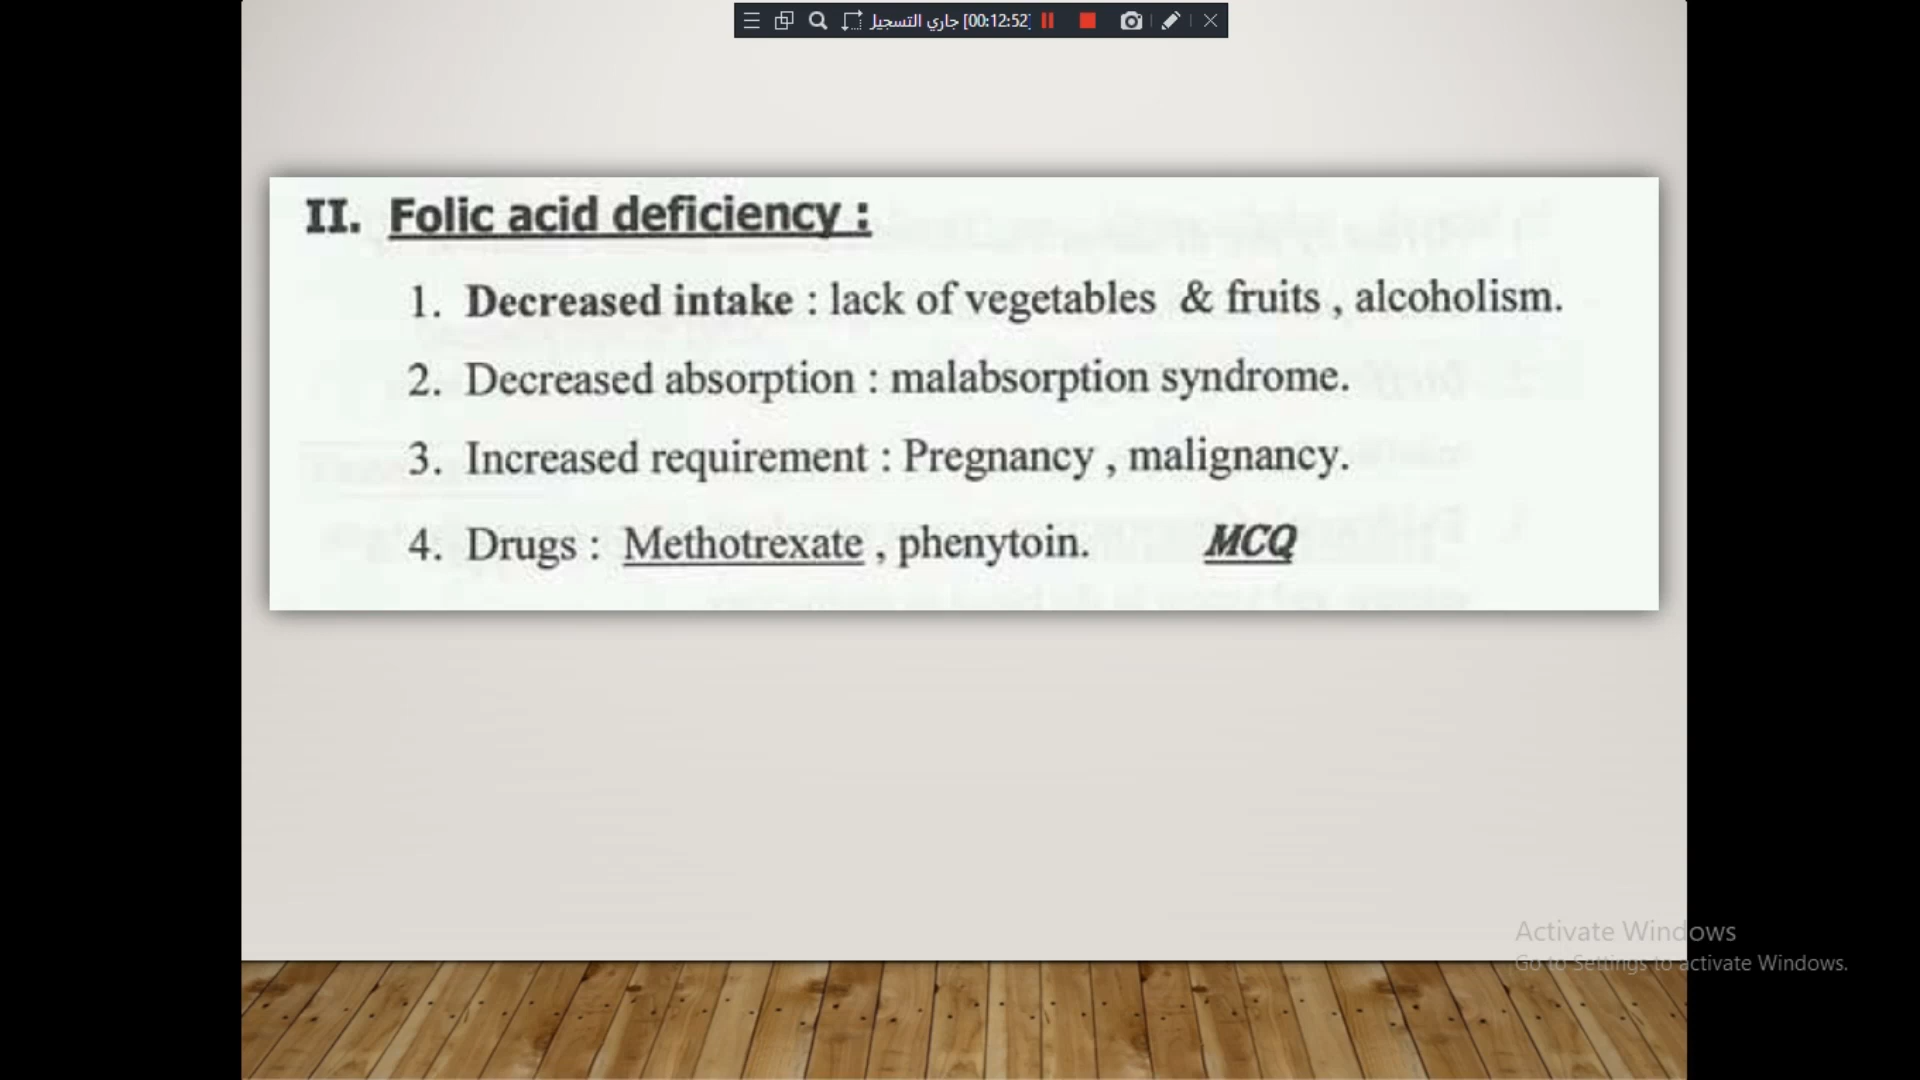 جاري التسجيل [00:12:52]
II. Folic acid deficiency :
1. Decreased intake : lack of vegetables & fruits , alcoholism.
2. Decreased absorption : malabsorption syndrome.
3. Increased requirement : Pregnancy , malignancy.
4. Drugs : Methotrexate , phenytoin. MCQ
Activate Windows
Go to Settings to activate Windows.